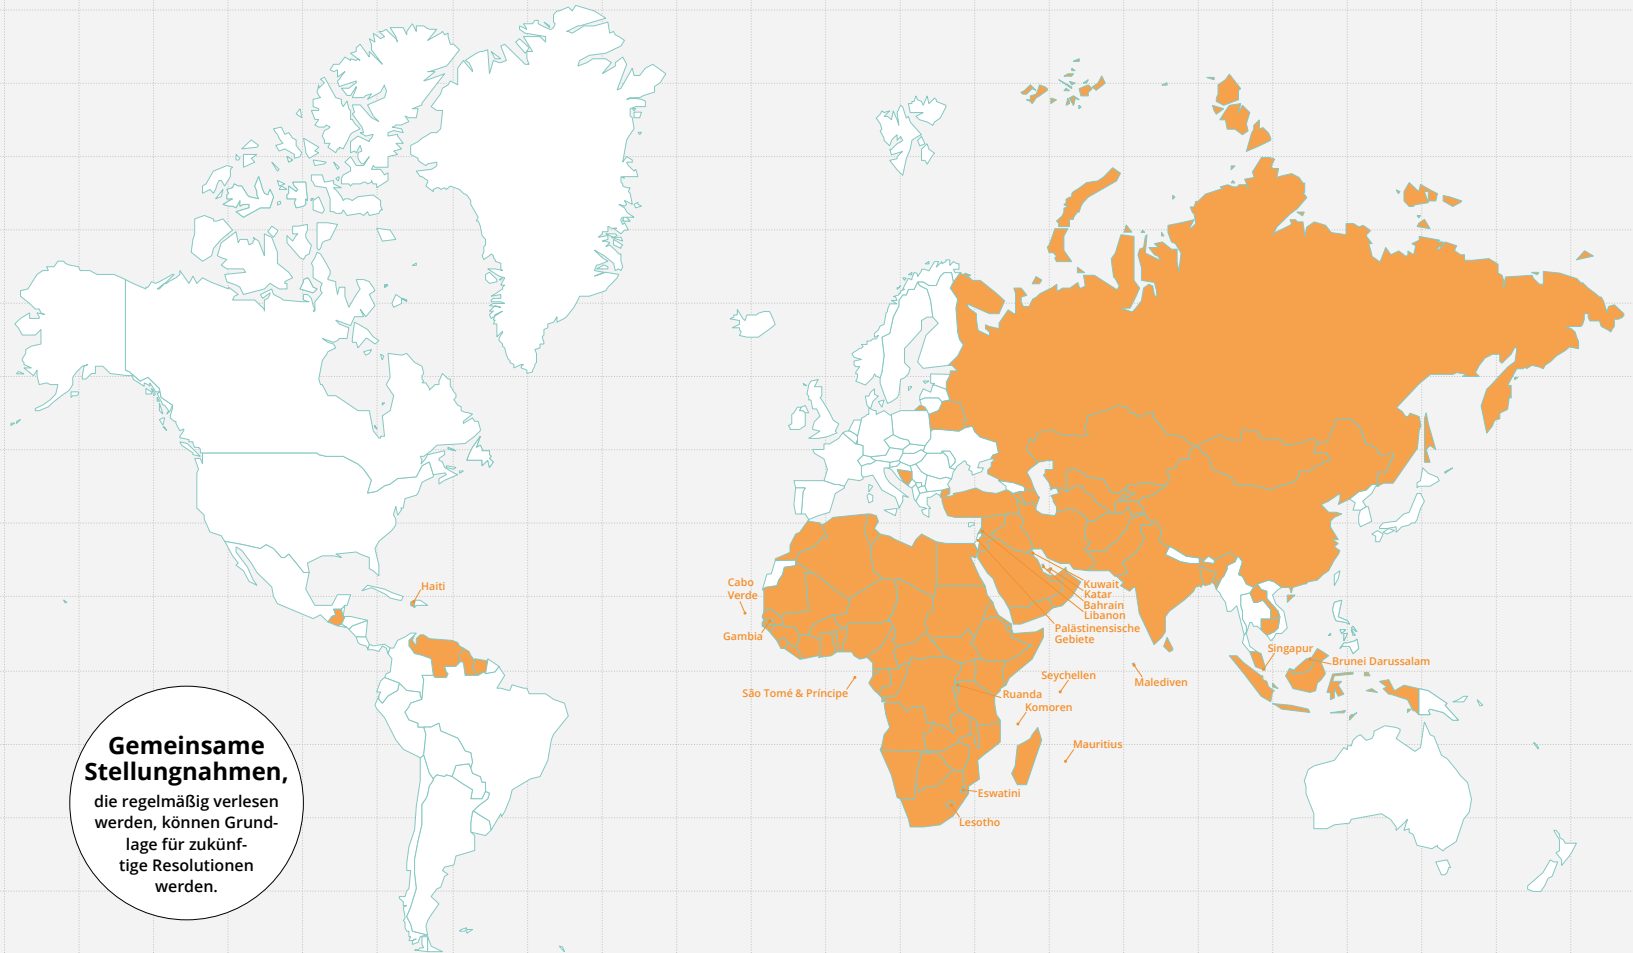 Haiti
Cabo
Verde
Gambia
São Tomé & Príncipe
Kuwait
Katar
Bahrain
Libanon
Palästinensische
Gebiete
Seychellen
Ruanda
Komoren
Mauritius
Eswatini
Lesotho
Malediven
Singapur
Brunei Darussalam
Gemeinsame
Stellungnahmen,
die regelmäßig verlesen
werden, können Grund-
lage für zukünf-
tige Resolutionen
werden.